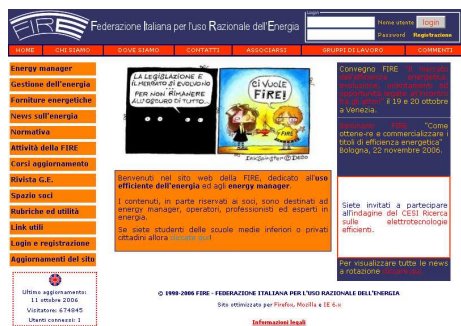 Login
FIRE
Federazione Italiana per l'uso Razionale dell'Energia
Nome utente
login
Password
Registrazione
HOME
CHI SIAMO
DOVE SIAMO
CONTATTI
ASSOCIARSI
GRUPPI DI LAVORO
COMMENTI
Energy manager
Gestione dell'energia
Forniture energetiche
News sull'energia
Normativa
Attività della FIRE
Corsi aggiornamento
Rivista G.E.
Spazio soci
Rubriche ed utilità
Link utili
Login e registrazione
Aggiornamenti del sito
Ultimo aggiornamento:
11 ottobre 2006
Visitatore: 674845
Utenti connessi: 1
LA LEGISLAZIONE E
IL MERCATO SI EVOLVONO
PER NON RIMANERE
ALL'OSCURO DI TUTTO...
CI VUOLE
FIRE!
Benvenuti nel sito web della FIRE, dedicato all'uso
efficiente dell'energia ed agli energy manager.
I contenuti, in parte riservati ai soci, sono destinati ad
energy manager, operatori, professionisti ed esperti in
energia.
Se siete studenti delle scuole medie inferiori o privati
cittadini allora cliccate qui!
Convegno FIRE "Il mercato
il 19 e 20 ottobre
a Venezia.
Seminario FIRE "Come
ottene-re e commercializzare i
titoli di efficienza energetica"
Bologna, 22 novembre 2006.
Siete invitati a partecipare
all'indagine del CESI Ricerca
sulle elettrotecnologie
efficienti.
Per visualizzare tutte le news
a rotazione cliccate qui.
© 1998-2006 FIRE - FEDERAZIONE ITALIANA PER L'USO RAZIONALE DELL'ENERGIA
Sito ottimizzato per Firefox, Mozilla e IE 6.x
Informazioni legali